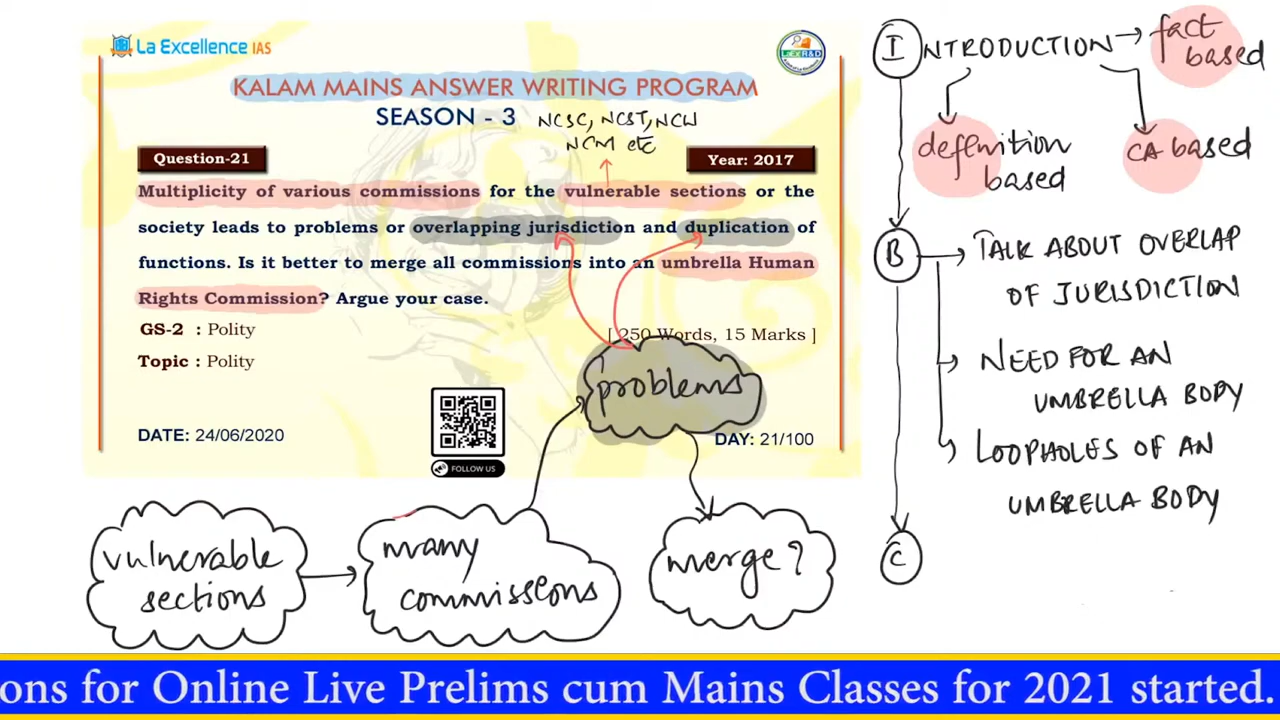 La Excellence IAS
KALAM MAINS ANSWER WRITING PROGRAM
SEASON - 3
NCSC, NCST, NCW
NCM etc
Question-21
Year: 2017
Multiplicity of various commissions for the vulnerable sections or the
society leads to problems or overlapping jurisdiction and duplication of
functions. Is it better to merge all commissions into an umbrella Human
Rights Commission? Argue your case.
GS-2 : Polity
[ 250 Words, 15 Marks ]
Topic : Polity
problems
DATE: 24/06/2020
DAY: 21/100
FOLLOW US
vulnerable
sections
many
commissions
merge?
INTRODUCTION → fact
based
definition
based
CA based
B
TALK ABOUT OVERLAP
OF JURISDICTION
NEED FOR AN
UMBRELLA BODY
LOOPHOLES OF AN
UMBRELLA BODY
C
ons for Online Live Prelims cum Mains Classes for 2021 started.